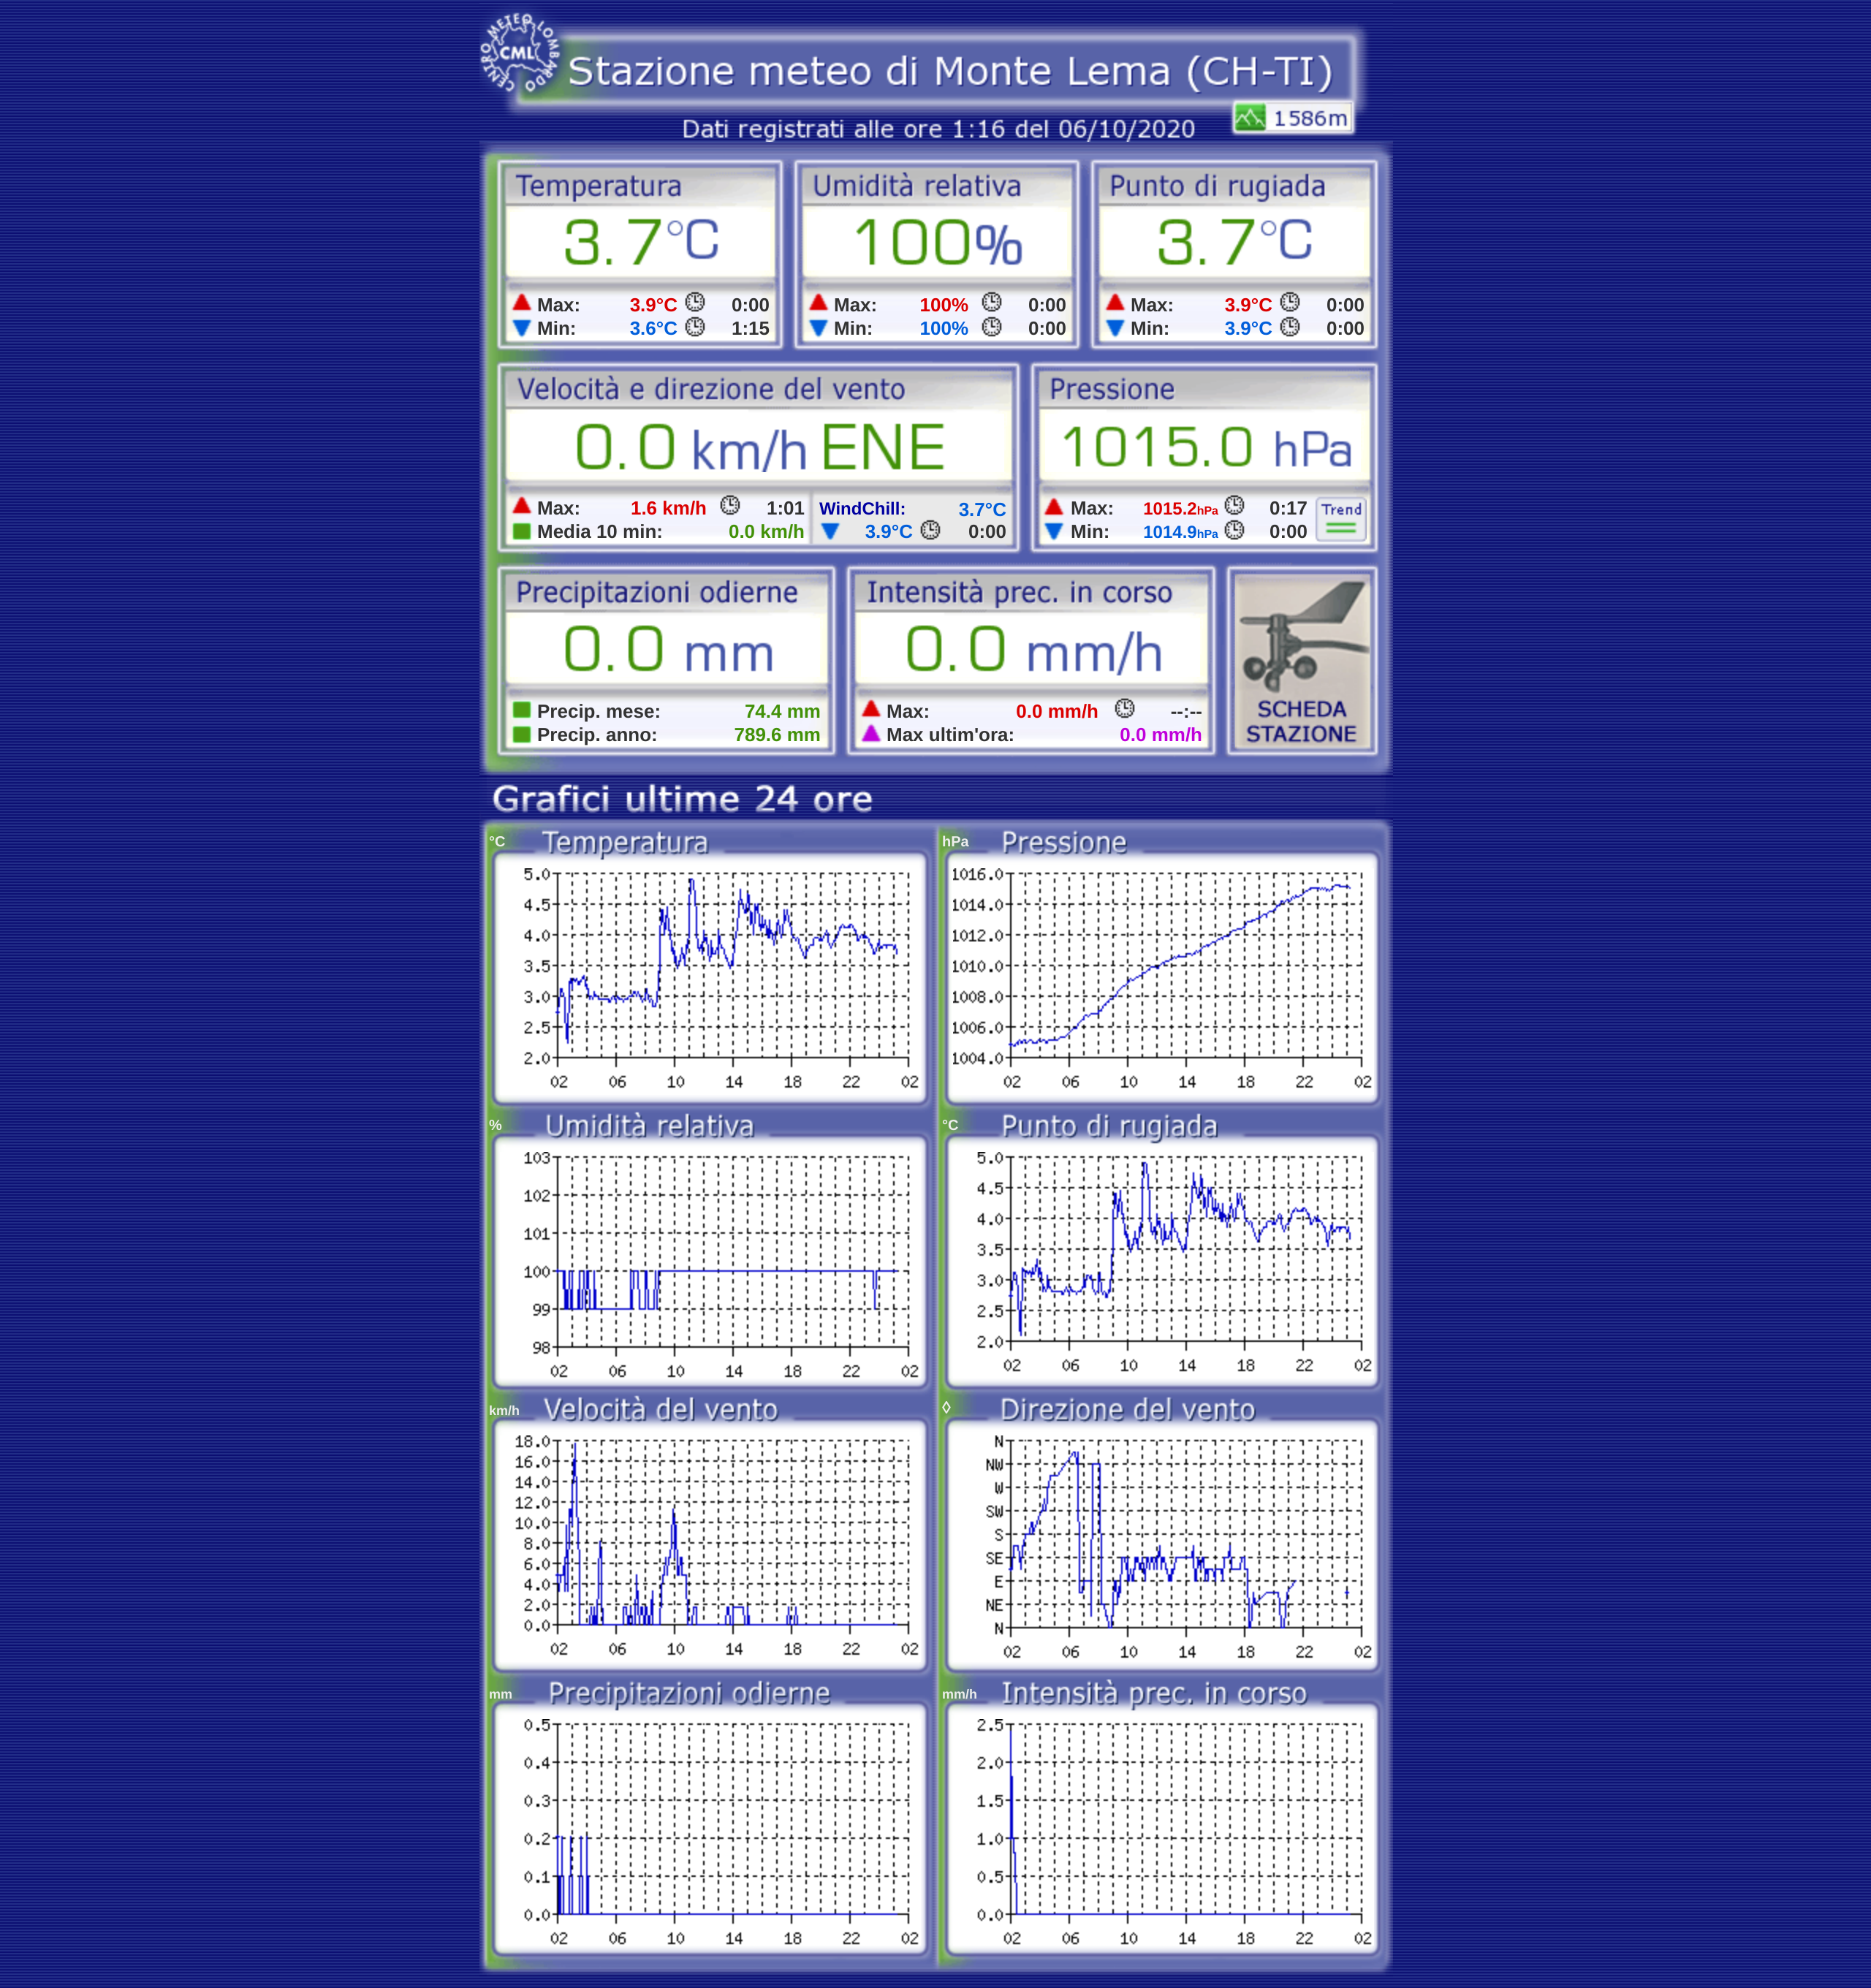 CENTRO METEO LOMBARDO
CML
Stazione meteo di Monte Lema (CH-TI)
1586m
Dati registrati alle ore 1:16 del 06/10/2020
Temperatura
3.7°C
Max: 3.9°C 0:00
Min: 3.6°C 1:15
Umidità relativa
100%
Max: 100% 0:00
Min: 100% 0:00
Punto di rugiada
3.7°C
Max: 3.9°C 0:00
Min: 3.9°C 0:00
Velocità e direzione del vento
0.0 km/h ENE
Max: 1.6 km/h 1:01
Media 10 min: 0.0 km/h
WindChill: 3.7°C
3.9°C 0:00
Pressione
1015.0 hPa
Max: 1015.2hPa 0:17
Min: 1014.9hPa 0:00
Trend
Precipitazioni odierne
0.0 mm
Precip. mese: 74.4 mm
Precip. anno: 789.6 mm
Intensità prec. in corso
0.0 mm/h
Max: 0.0 mm/h --:--
Max ultim'ora: 0.0 mm/h
SCHEDA
STAZIONE
Grafici ultime 24 ore
°C Temperatura
5.0
4.5
4.0
3.5
3.0
2.5
2.0
02 06 10 14 18 22 02
hPa Pressione
1016.0
1014.0
1012.0
1010.0
1008.0
1006.0
1004.0
02 06 10 14 18 22 02
% Umidità relativa
103
102
101
100
99
98
02 06 10 14 18 22 02
°C Punto di rugiada
5.0
4.5
4.0
3.5
3.0
2.5
2.0
02 06 10 14 18 22 02
km/h Velocità del vento
18.0
16.0
14.0
12.0
10.0
8.0
6.0
4.0
2.0
0.0
02 06 10 14 18 22 02
◊ Direzione del vento
N
NW
W
SW
S
SE
E
NE
N
02 06 10 14 18 22 02
mm Precipitazioni odierne
0.5
0.4
0.3
0.2
0.1
0.0
02 06 10 14 18 22 02
mm/h Intensità prec. in corso
2.5
2.0
1.5
1.0
0.5
0.0
02 06 10 14 18 22 02